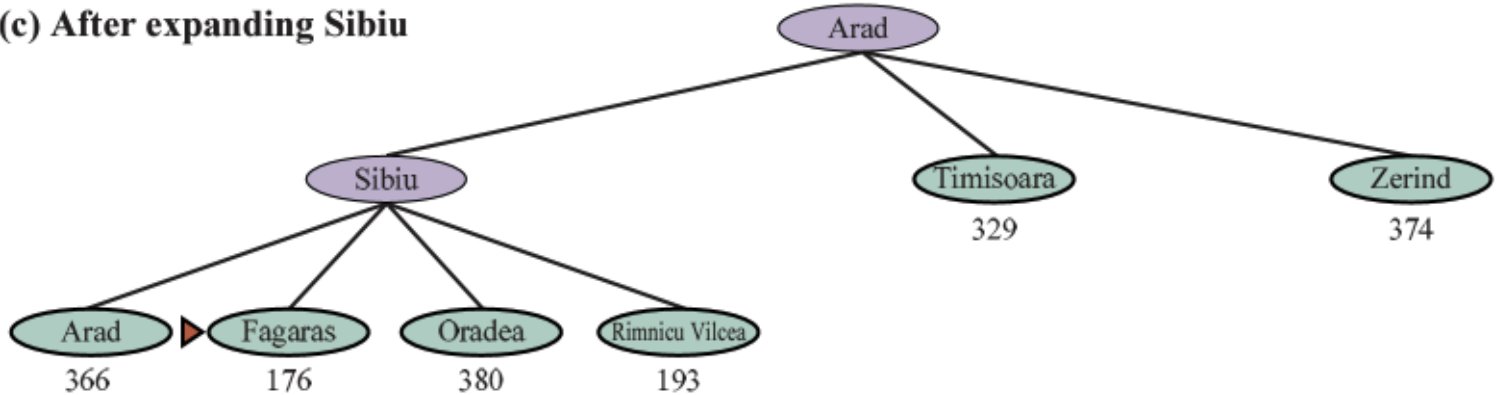 (c) After expanding Sibiu
Arad
Sibiu
Timisoara
Zerind
329
374
Arad
Fagaras
Oradea
Rimnicu Vilcea
366
176
380
193